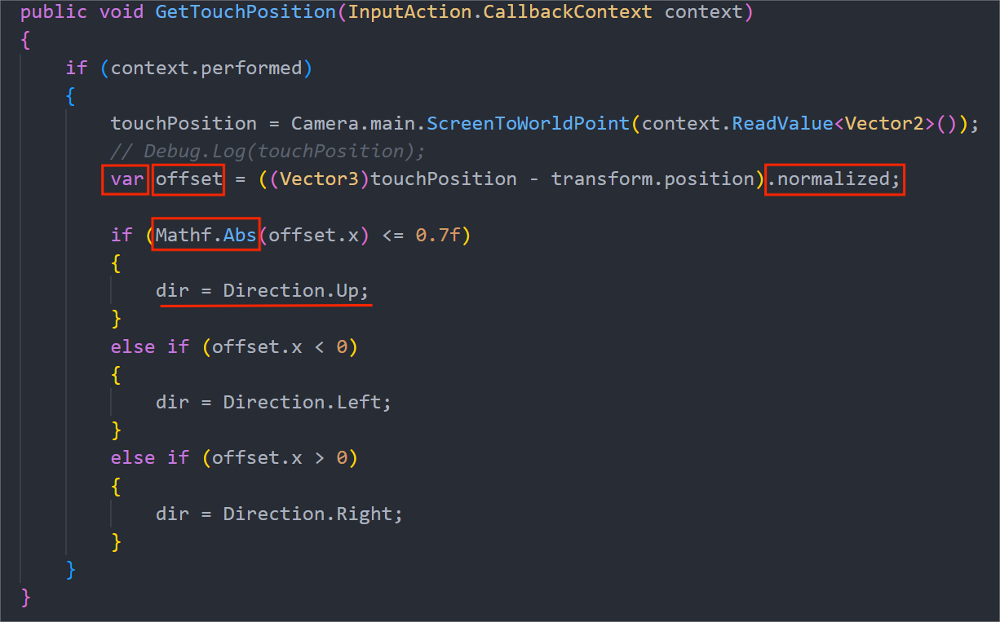 public void GetTouchPosition(InputAction.CallbackContext context)
{
    if (context.performed)
    {
        touchPosition = Camera.main.ScreenToWorldPoint(context.ReadValue<Vector2>());
        // Debug.Log(touchPosition);
        var offset = ((Vector3)touchPosition - transform.position).normalized;
        if (Mathf.Abs(offset.x) <= 0.7f)
        {
            dir = Direction.Up;
        }
        else if (offset.x < 0)
        {
            dir = Direction.Left;
        }
        else if (offset.x > 0)
        {
            dir = Direction.Right;
        }
    }
}